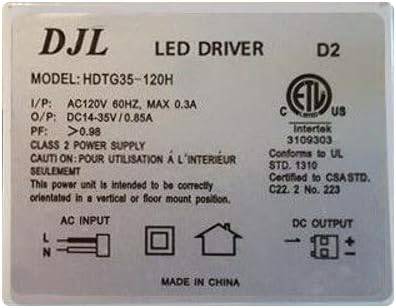 DJL LED DRIVER D2
MODEL:HDTG35-120H
I/P: AC120V 60HZ, MAX 0.3A
O/P: DC14-35V/0.85A
PF: >0.98
CLASS 2 POWER SUPPLY
CAUTION:POUR UTILISATION À L'INTERIEUR
SEULEMENT
This power unit is intended to be correctly
orientated in a vertical or floor mount position.
ETL
C US
Intertek
3109303
Conforms to UL
STD. 1310
Certified to CSA STD.
C22. 2 No. 223
AC INPUT
L
N
DC OUTPUT
+
−
MADE IN CHINA